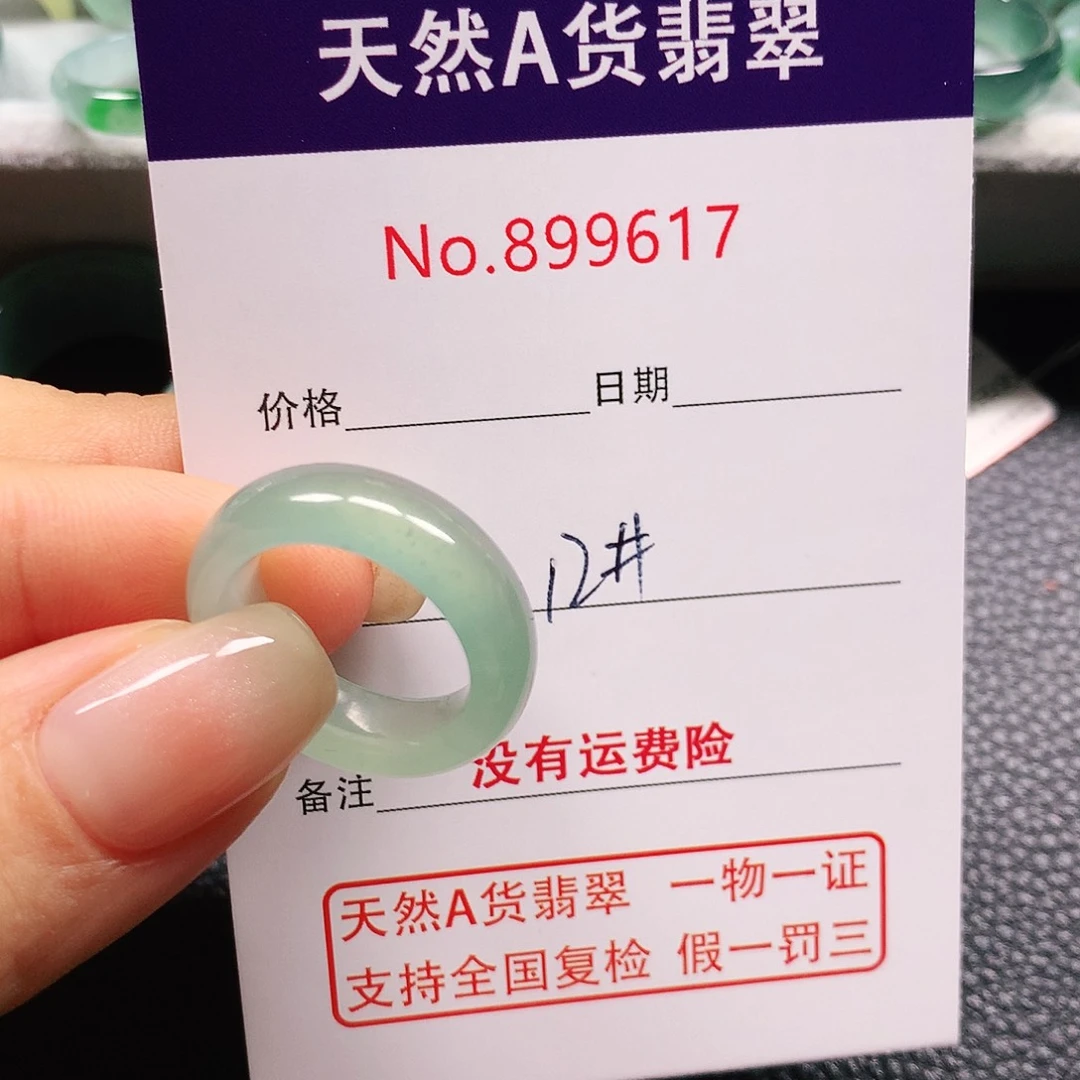 天然A货翡翠
No.899617
价格 日期
12#
备注 没有运费险
天然A货翡翠 一物一证
支持全国复检 假一罚三